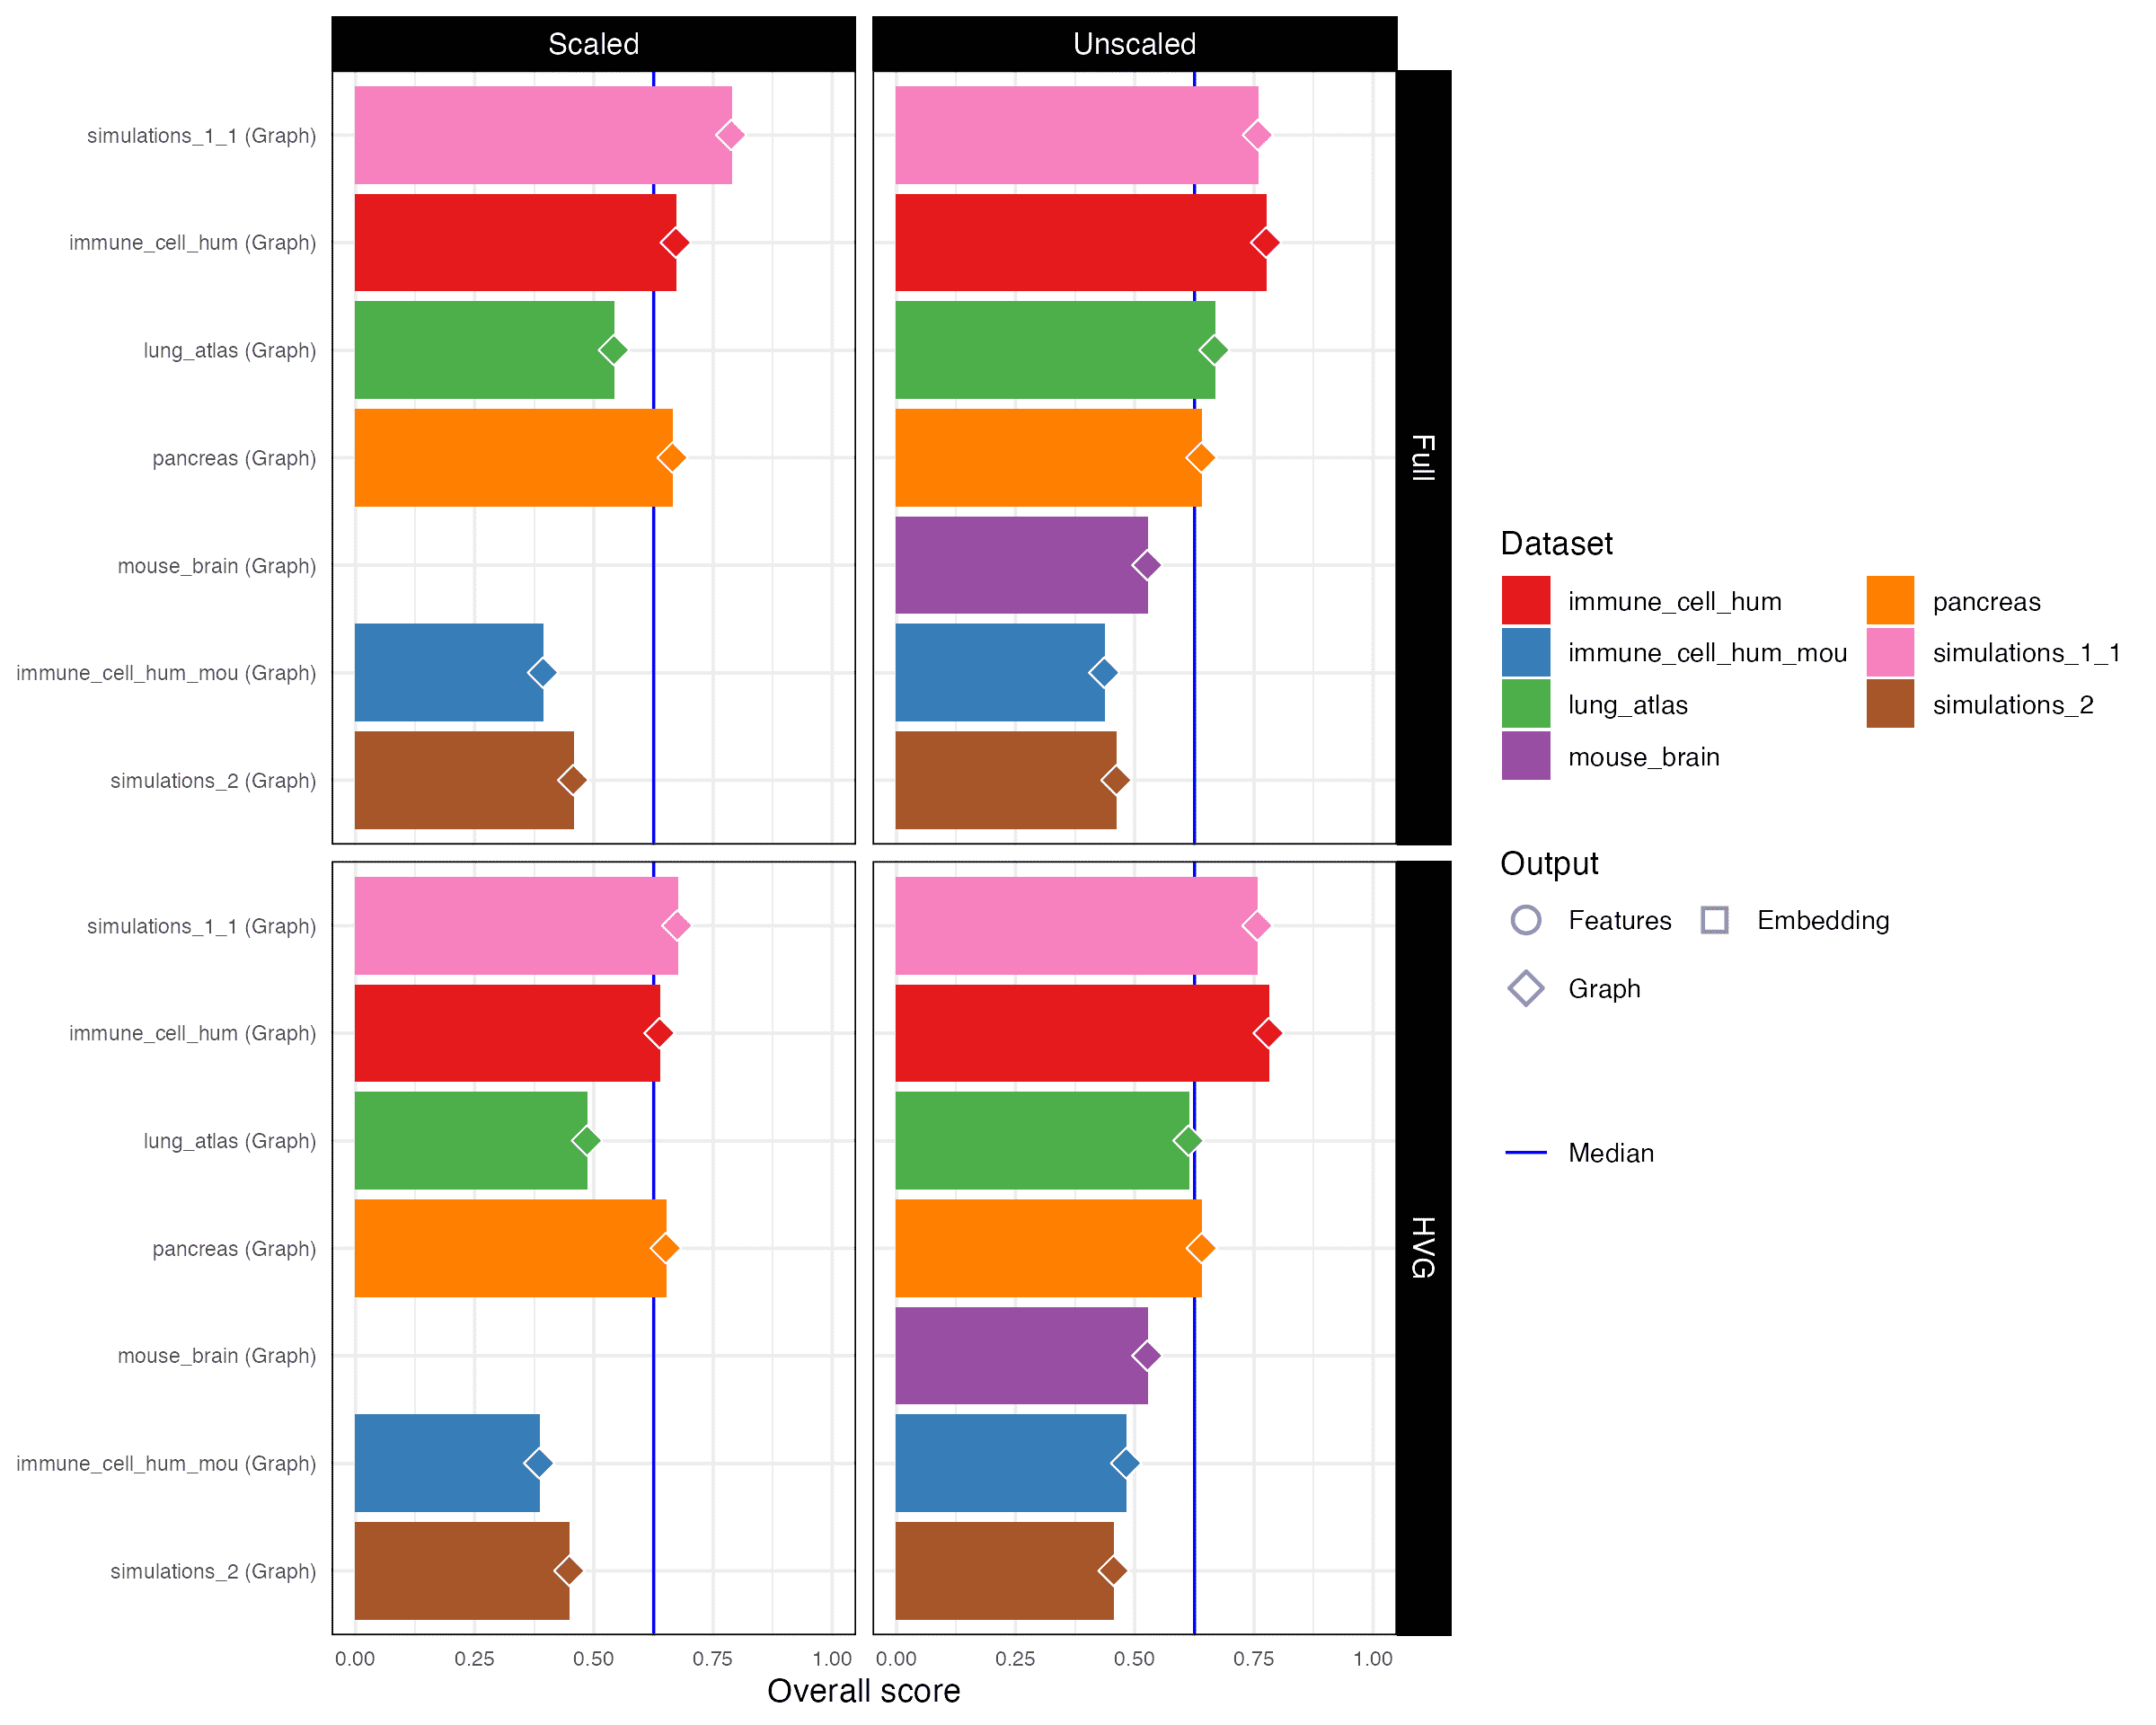 Scaled
Unscaled
simulations_1_1 (Graph)
immune_cell_hum (Graph)
lung_atlas (Graph)
pancreas (Graph)
mouse_brain (Graph)
immune_cell_hum_mou (Graph)
simulations_2 (Graph)
Full
simulations_1_1 (Graph)
immune_cell_hum (Graph)
lung_atlas (Graph)
pancreas (Graph)
mouse_brain (Graph)
immune_cell_hum_mou (Graph)
simulations_2 (Graph)
HVG
0.00 0.25 0.50 0.75 1.00
0.00 0.25 0.50 0.75 1.00
Overall score
Dataset
immune_cell_hum
immune_cell_hum_mou
lung_atlas
mouse_brain
pancreas
simulations_1_1
simulations_2
Output
Features
Embedding
Graph
Median